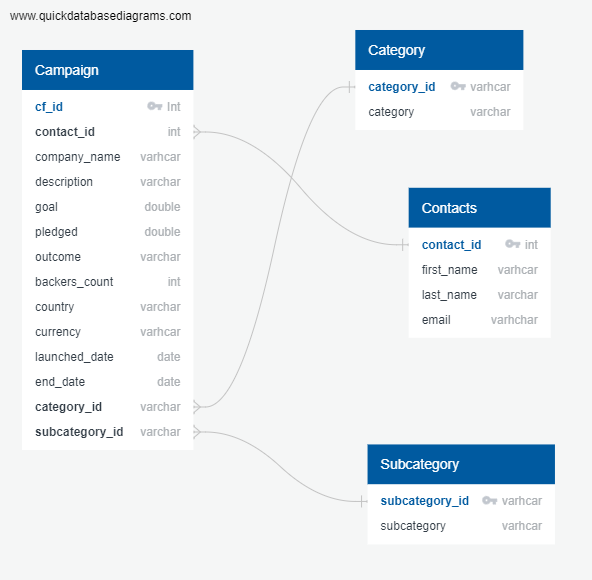 www.quickdatabasediagrams.com
Campaign
cf_id Int
contact_id int
company_name varhcar
description varchar
goal double
pledged double
outcome varchar
backers_count int
country varchar
currency varhcar
launched_date date
end_date date
category_id varchar
subcategory_id varchar
Category
category_id varhcar
category varchar
Contacts
contact_id int
first_name varhcar
last_name varchar
email varhchar
Subcategory
subcategory_id varhcar
subcategory varhcar